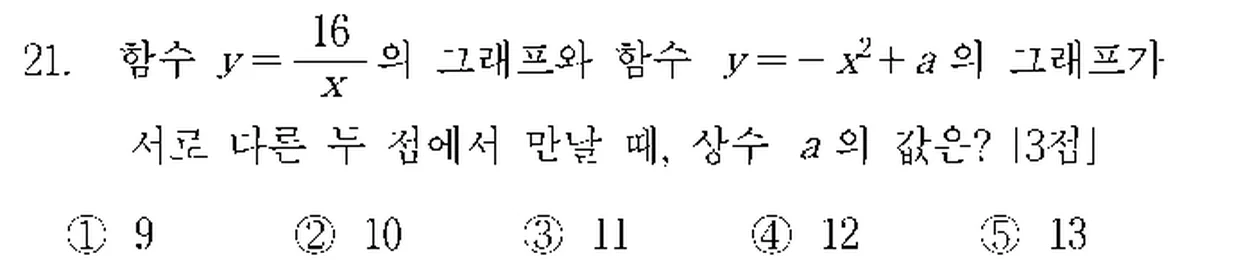 21. 함수 y = 16/x 의 그래프와 함수 y = − x² + a 의 그래프가
서로 다른 두 점에서 만날 때, 상수 a 의 값은? [3점]
① 9 ② 10 ③ 11 ④ 12 ⑤ 13